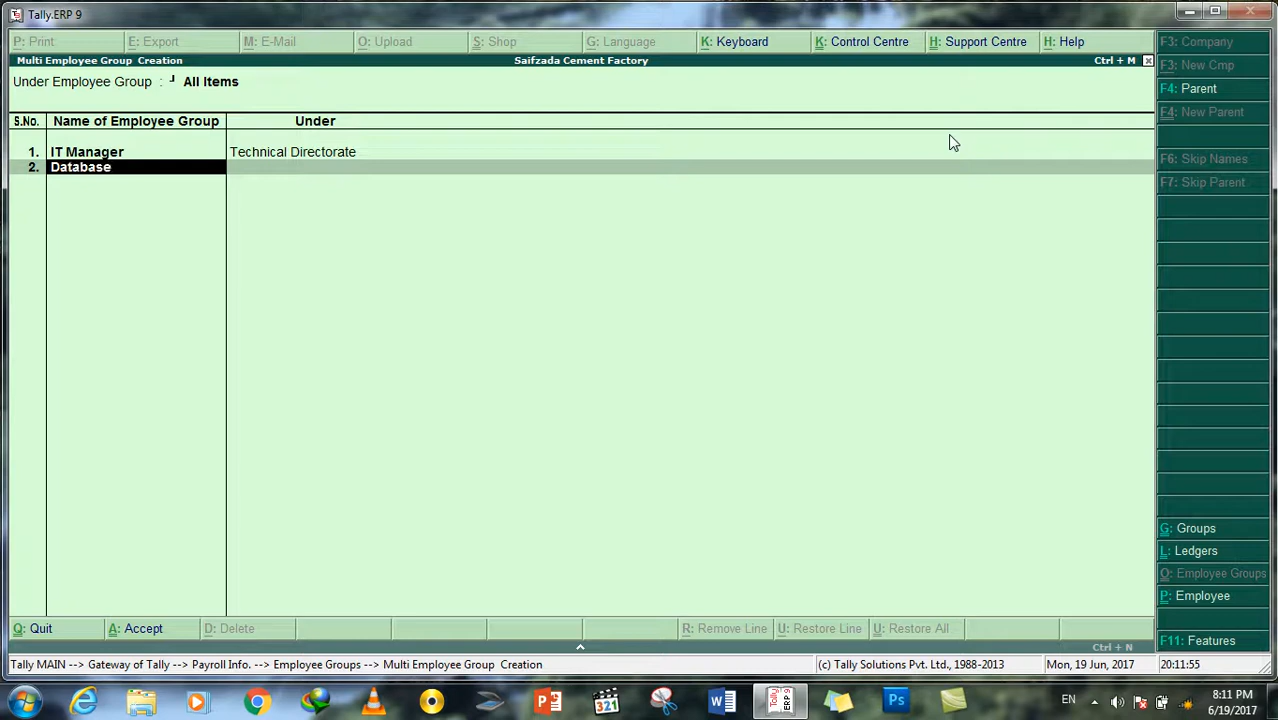 Tally.ERP 9
P: Print E: Export M: E-Mail O: Upload S: Shop G: Language K: Keyboard K: Control Centre H: Support Centre H: Help
Multi Employee Group Creation Saifzada Cement Factory Ctrl + M
Under Employee Group : ┘ All Items
S.No. Name of Employee Group Under
1. IT Manager Technical Directorate
2. Database
F3: Company
F3: New Cmp
F4: Parent
F4: New Parent
F6: Skip Names
F7: Skip Parent
G: Groups
L: Ledgers
O: Employee Groups
P: Employee
F11: Features
Q: Quit A: Accept D: Delete R: Remove Line U: Restore Line U: Restore All
Ctrl + N
Tally MAIN --> Gateway of Tally --> Payroll Info. --> Employee Groups --> Multi Employee Group Creation (c) Tally Solutions Pvt. Ltd., 1988-2013 Mon, 19 Jun, 2017 20:11:55
321 Tally ERP 9 Ps EN 8:11 PM
6/19/2017